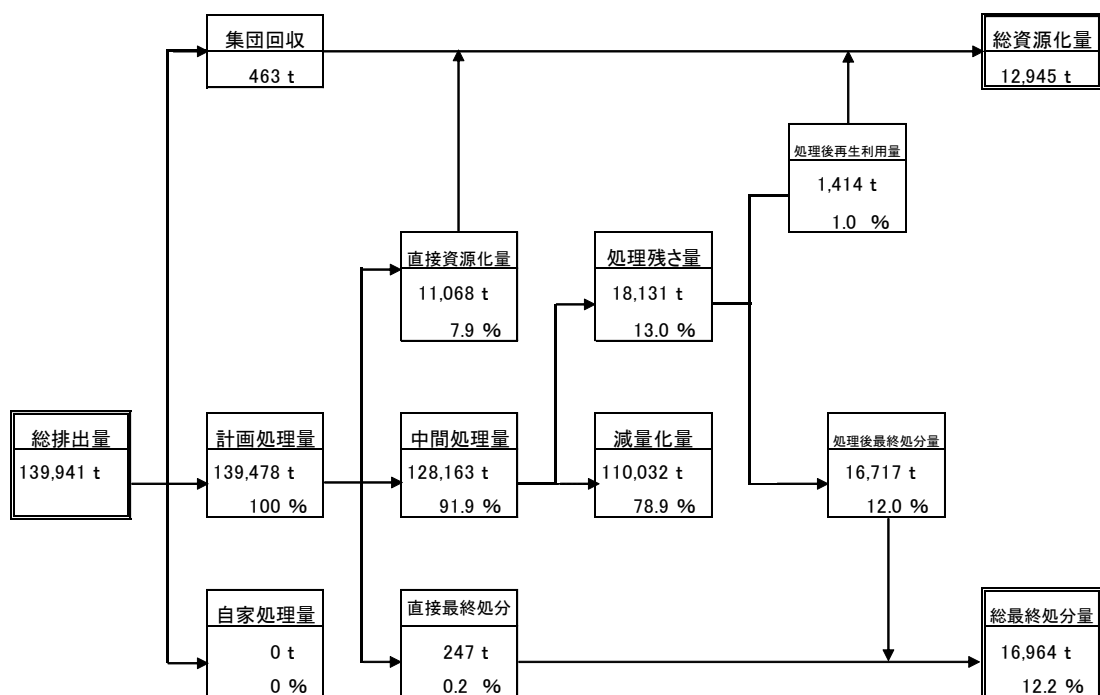 集団回収
463 t
総資源化量
12,945 t
処理後再生利用量
1,414 t
1.0 %
直接資源化量
11,068 t
7.9 %
処理残さ量
18,131 t
13.0 %
総排出量
139,941 t
計画処理量
139,478 t
100 %
中間処理量
128,163 t
91.9 %
減量化量
110,032 t
78.9 %
処理後最終処分量
16,717 t
12.0 %
自家処理量
0 t
0 %
直接最終処分
247 t
0.2 %
総最終処分量
16,964 t
12.2 %